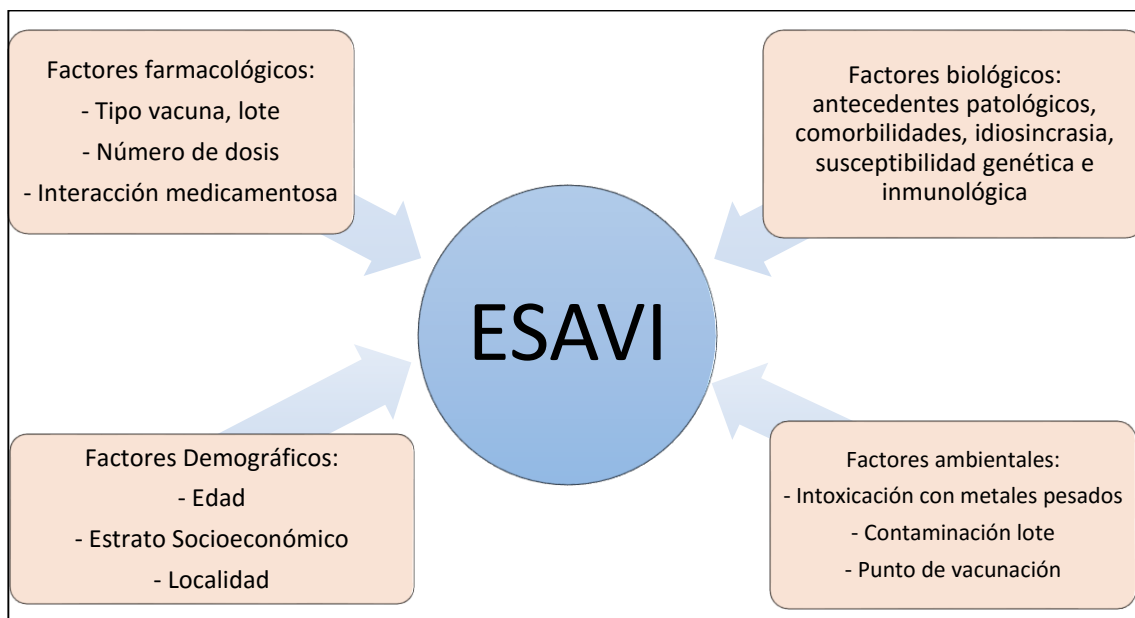 Factores farmacológicos:
- Tipo vacuna, lote
- Número de dosis
- Interacción medicamentosa
Factores biológicos:
antecedentes patológicos,
comorbilidades, idiosincrasia,
susceptibilidad genética e
inmunológica
ESAVI
Factores Demográficos:
- Edad
- Estrato Socioeconómico
- Localidad
Factores ambientales:
- Intoxicación con metales pesados
- Contaminación lote
- Punto de vacunación